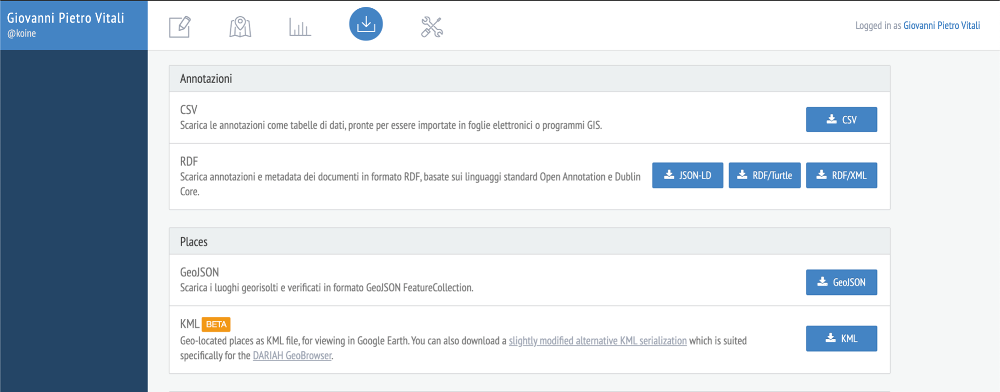 Giovanni Pietro Vitali
@koine
Logged in as Giovanni Pietro Vitali
Annotazioni
CSV
Scarica le annotazioni come tabelle di dati, pronte per essere importate in foglie elettronici o programmi GIS.
CSV
RDF
Scarica annotazioni e metadata dei documenti in formato RDF, basate sui linguaggi standard Open Annotation e Dublin
Core.
JSON-LD
RDF/Turtle
RDF/XML
Places
GeoJSON
Scarica i luoghi georisolti e verificati in formato GeoJSON FeatureCollection.
GeoJSON
KML BETA
Geo-located places as KML file, for viewing in Google Earth. You can also download a slightly modified alternative KML serialization which is suited
specifically for the DARIAH GeoBrowser.
KML